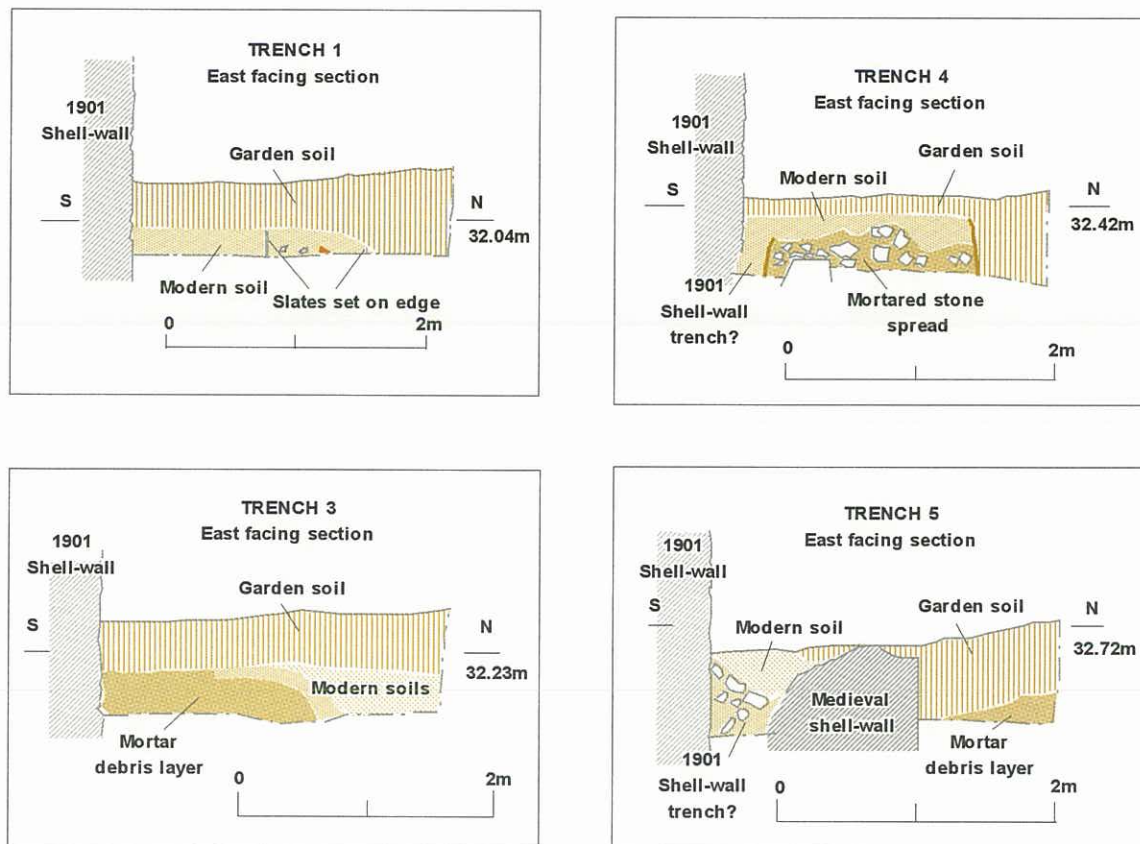 TRENCH 1
East facing section
1901
Shell-wall
Garden soil
S
N
32.04m
Modern soil
Slates set on edge
0
2m
TRENCH 4
East facing section
1901
Shell-wall
Garden soil
Modern soil
S
N
32.42m
1901
Shell-wall
trench?
Mortared stone
spread
0
2m
TRENCH 3
East facing section
1901
Shell-wall
Garden soil
S
N
32.23m
Modern soils
Mortar
debris layer
0
2m
TRENCH 5
East facing section
1901
Shell-wall
S
Modern soil
Garden soil
N
32.72m
Medieval
shell-wall
1901
Shell-wall
trench?
Mortar
debris layer
0
2m